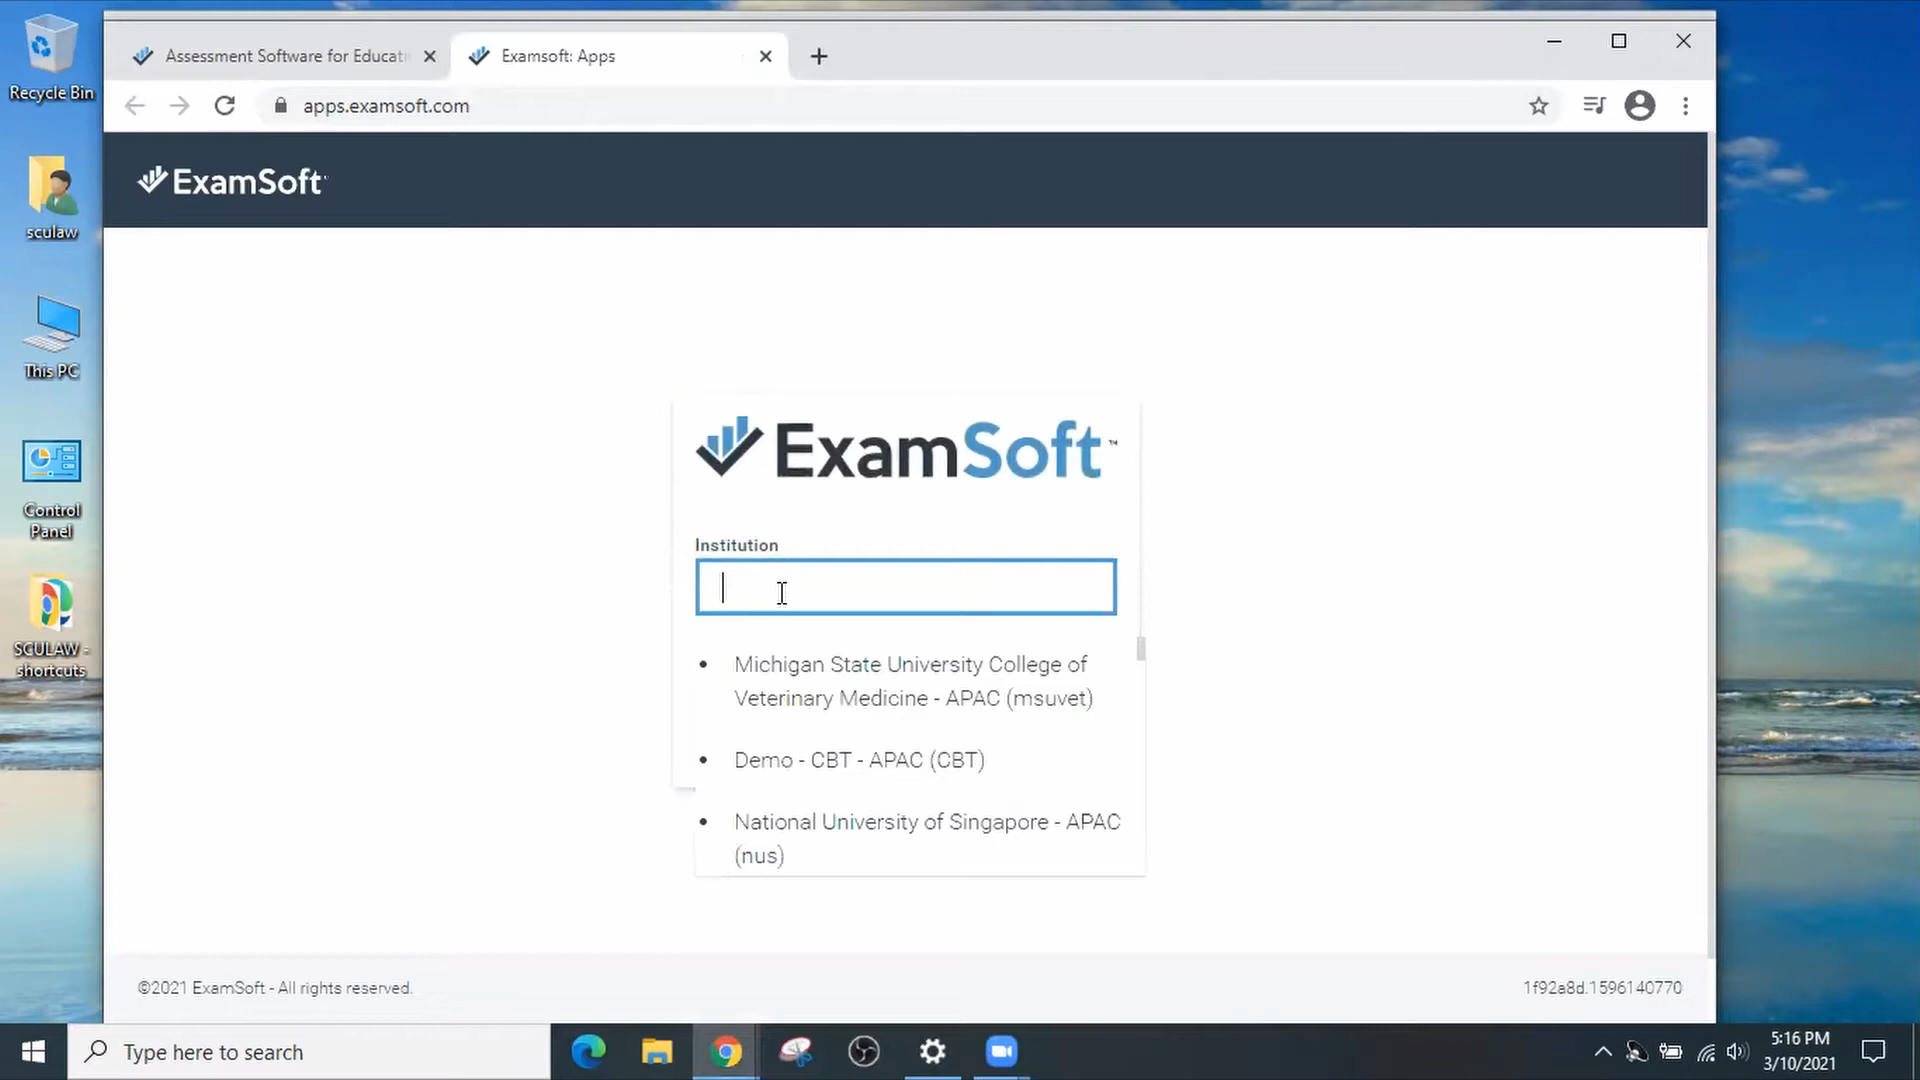 Recycle Bin
sculaw
This PC
Control
Panel
SCULAW -
shortcuts
Assessment Software for Educati
Examsoft: Apps
apps.examsoft.com
ExamSoft
ExamSoft™
Institution
• Michigan State University College of
Veterinary Medicine - APAC (msuvet)
• Demo - CBT - APAC (CBT)
• National University of Singapore - APAC
(nus)
©2021 ExamSoft - All rights reserved.
1f92a8d.1596140770
Type here to search
5:16 PM
3/10/2021